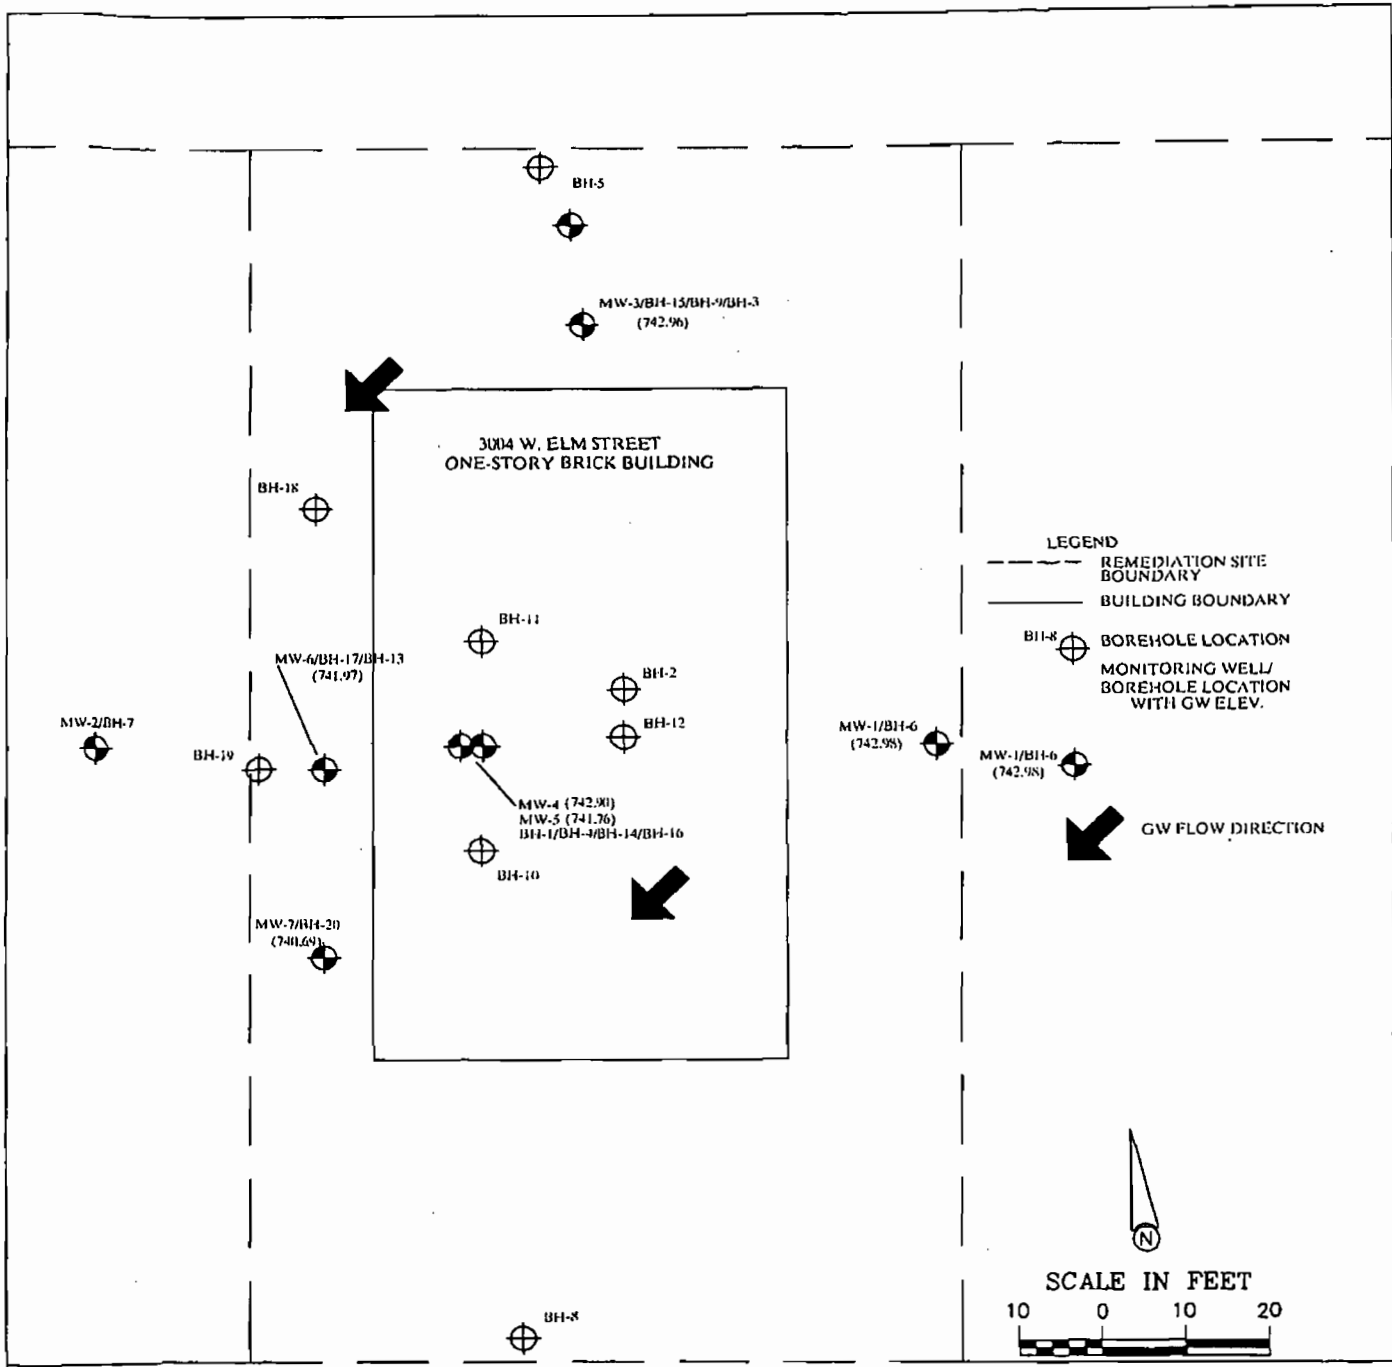 BH-5
MW-3/BH-15/BH-9/BH-3
(742.96)
3004 W. ELM STREET
ONE-STORY BRICK BUILDING
BH-18
LEGEND
REMEDIATION SITE
BOUNDARY
BUILDING BOUNDARY
BH-8
BOREHOLE LOCATION
MONITORING WELL/
BOREHOLE LOCATION
WITH GW ELEV.
BH-11
MW-6/BH-17/BH-13
(741.97)
BH-2
BH-12
MW-2/BH-7
BH-19
MW-1/BH-6
(742.98)
MW-1/BH-6
(742.98)
MW-4 (742.90)
MW-5 (741.76)
BH-1/BH-4/BH-14/BH-16
GW FLOW DIRECTION
BH-10
MW-7/BH-20
(740.69)
N
SCALE IN FEET
10 0 10 20
BH-8